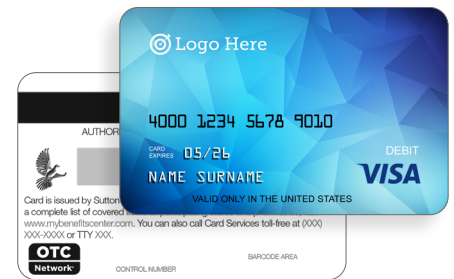 Logo Here
4000 1234 5678 9010
CARD
EXPIRES 05/26
DEBIT
NAME SURNAME
VISA
VALID ONLY IN THE UNITED STATES
AUTHOR
Card is issued by Sutton
a complete list of covered
www.mybenefitscenter.com. You can also call Card Services toll-free at (XXX)
XXX-XXXX or TTY XXX.
OTC
Network
CONTROL NUMBER
BARCODE AREA